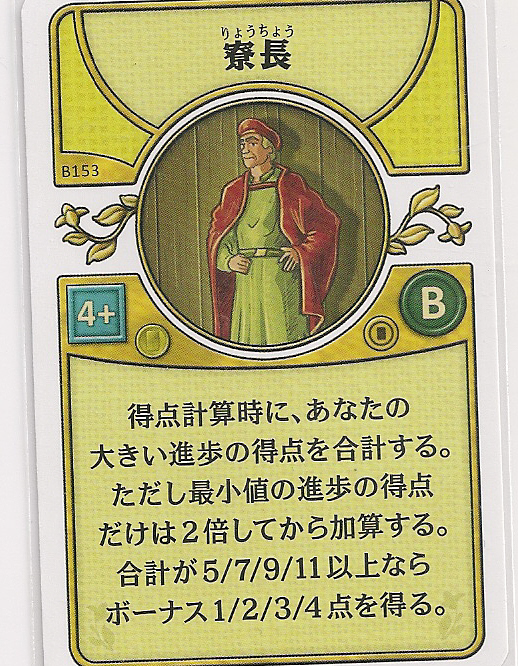 りょうちょう
寮長
B153
4+
B
得点計算時に、あなたの
大きい進歩の得点を合計する。
ただし最小値の進歩の得点
だけは2倍してから加算する。
合計が5/7/9/11以上なら
ボーナス1/2/3/4点を得る。